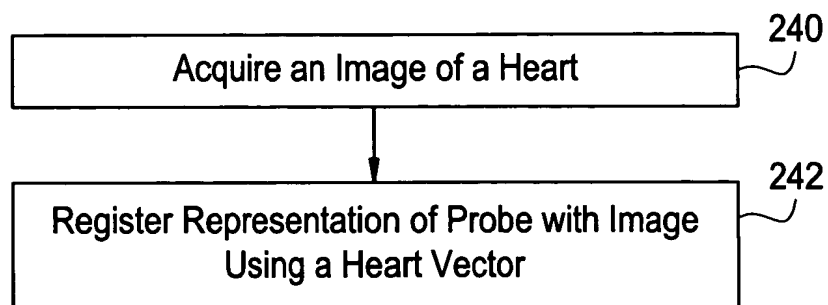 240
Acquire an Image of a Heart
242
Register Representation of Probe with Image
Using a Heart Vector